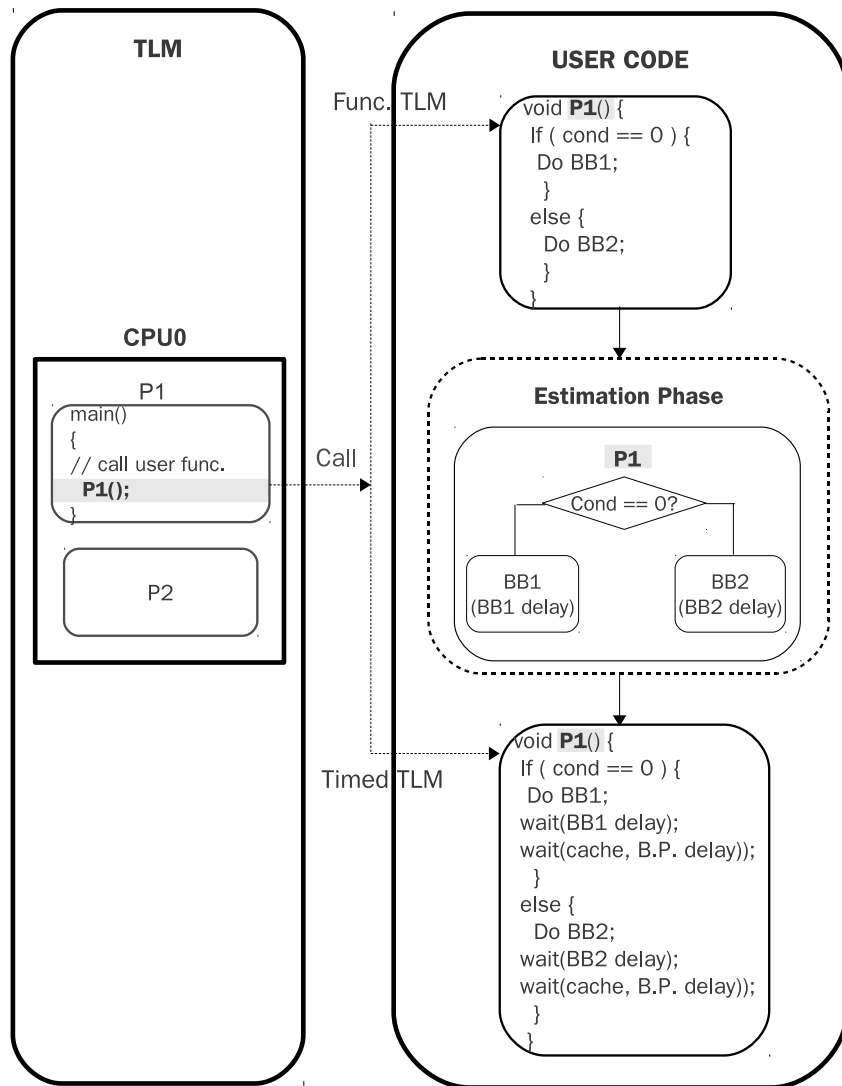 TLM
CPU0
P1
main()
{
// call user func.
P1();
}
P2
Func. TLM
Call
Timed TLM
USER CODE
void P1() {
If ( cond == 0 ) {
Do BB1;
}
else {
Do BB2;
}
}
Estimation Phase
P1
Cond == 0?
BB1
(BB1 delay)
BB2
(BB2 delay)
void P1() {
If ( cond == 0 ) {
Do BB1;
wait(BB1 delay);
wait(cache, B.P. delay));
}
else {
Do BB2;
wait(BB2 delay);
wait(cache, B.P. delay));
}
}